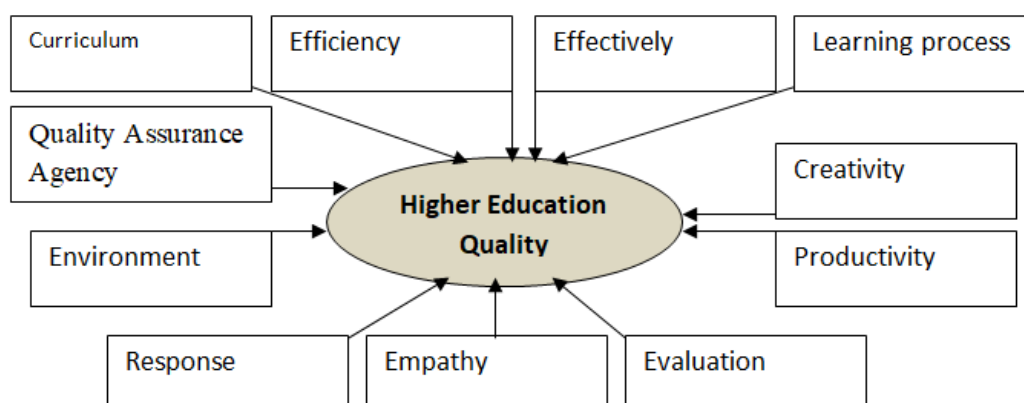 Curriculum
Efficiency
Effectively
Learning process
Quality Assurance
Agency
Creativity
Higher Education
Quality
Environment
Productivity
Response
Empathy
Evaluation